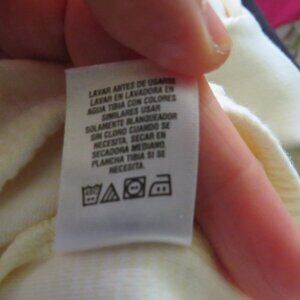 LAVAR ANTES DE USARSE
LAVAR EN LAVADORA EN
AGUA TIBIA CON COLORES
SIMILARES USAR
SOLAMENTE BLANQUEADOR
SIN CLORO CUANDO SE
NECESITA, SECAR EN
SECADORA MEDIANO,
PLANCHA TIBIA SI SE
NECESITA.